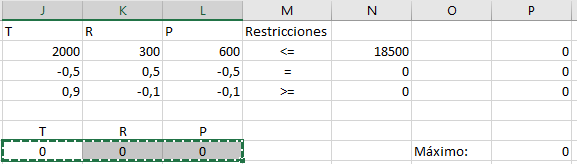 J K L M N O P
T R P Restricciones
2000 300 600 <= 18500 0
-0,5 0,5 -0,5 = 0 0
0,9 -0,1 -0,1 >= 0 0
T R P
0 0 0 Máximo: 0